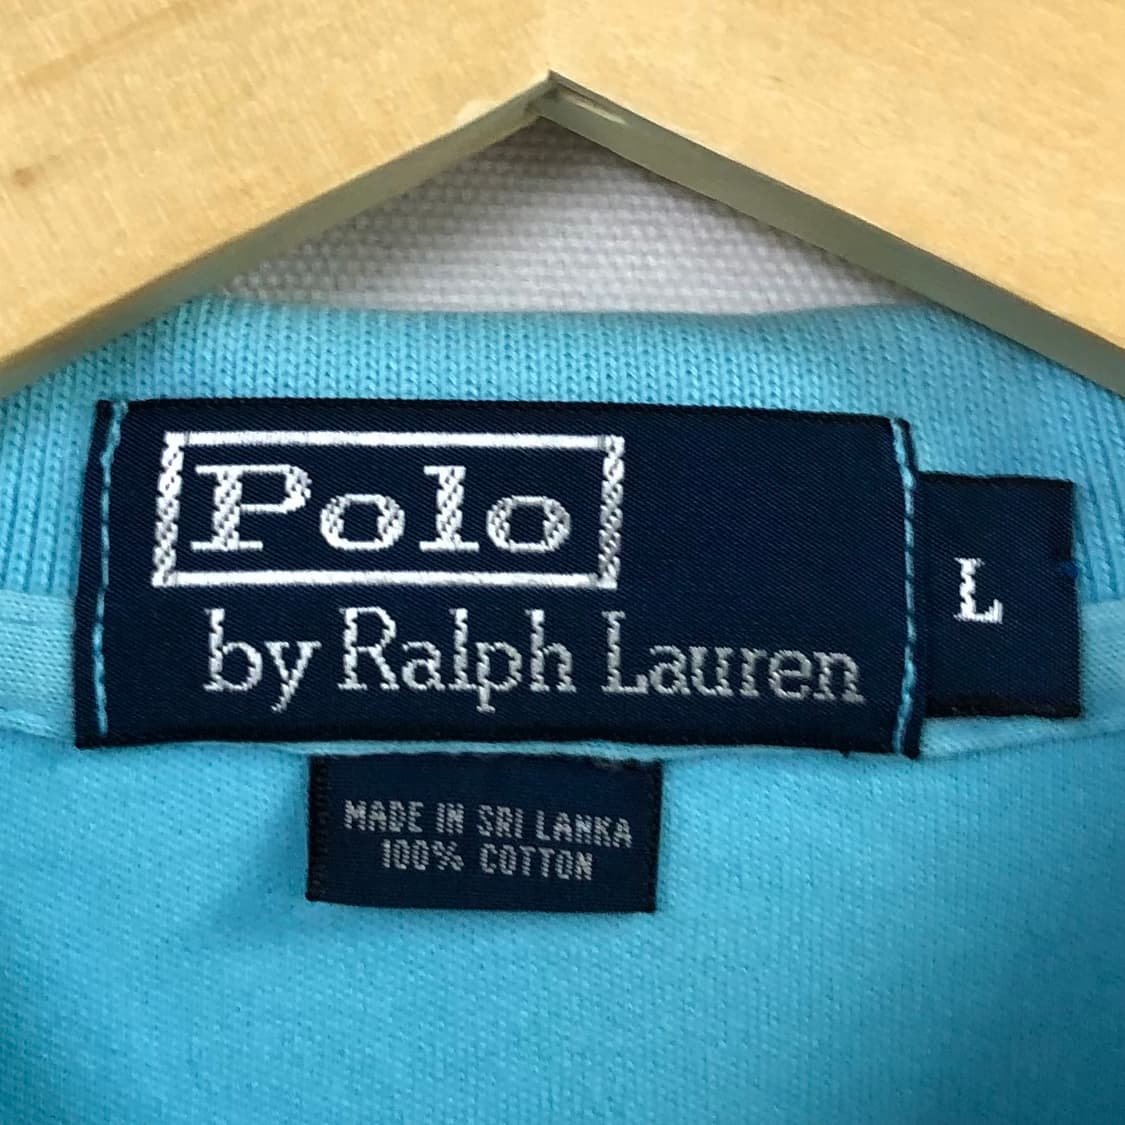 Polo
by Ralph Lauren
L
MADE IN SRI LANKA
100% COTTON